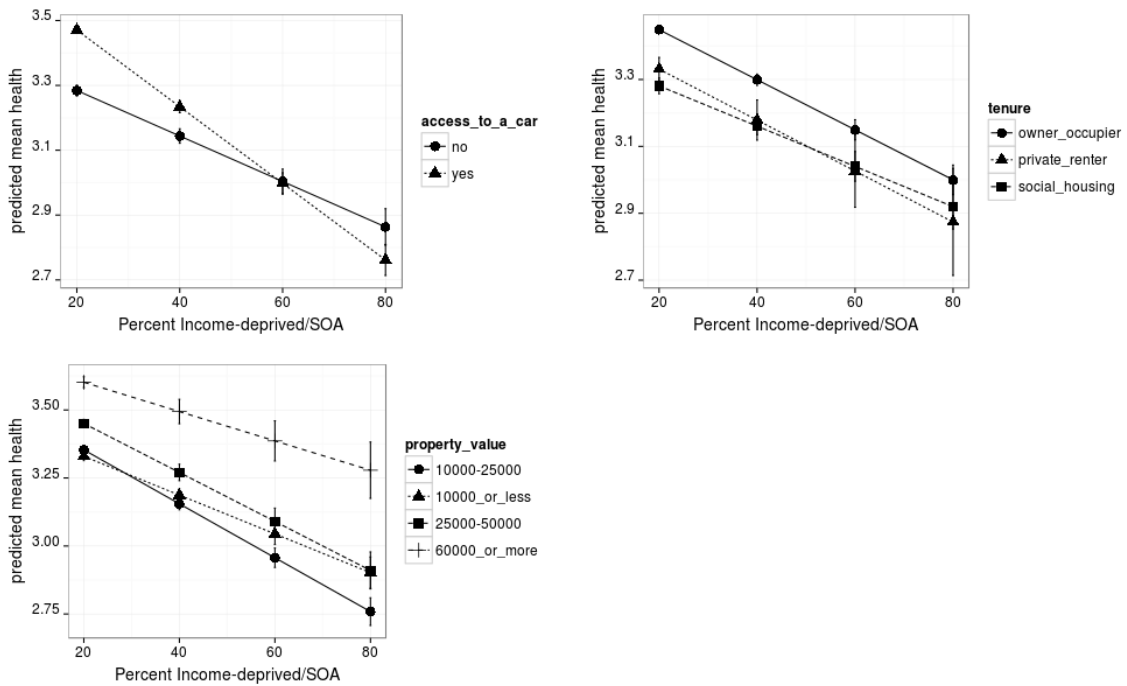 3.5
3.3
3.1
2.9
2.7
predicted mean health
20 40 60 80
Percent Income-deprived/SOA
access_to_a_car
no
yes
3.3
3.1
2.9
2.7
predicted mean health
20 40 60 80
Percent Income-deprived/SOA
tenure
owner_occupier
private_renter
social_housing
3.50
3.25
3.00
2.75
predicted mean health
20 40 60 80
Percent Income-deprived/SOA
property_value
10000-25000
10000_or_less
25000-50000
60000_or_more